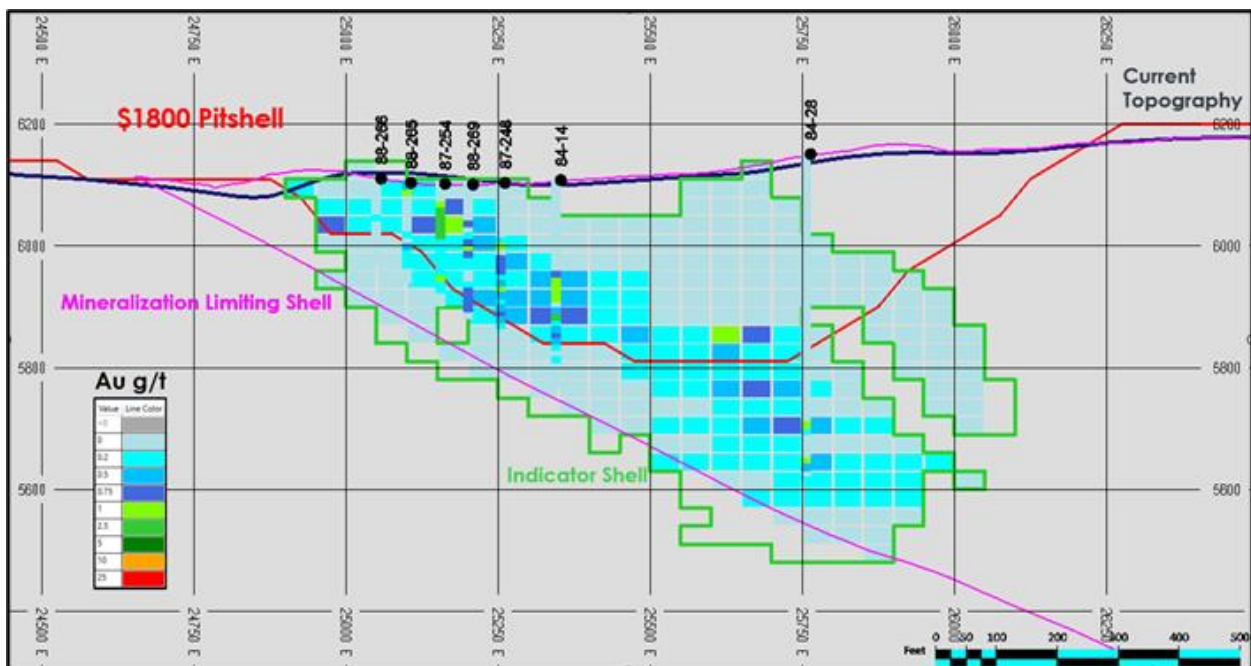 24500 E
24750 E
25000 E
25250 E
25500 E
25750 E
26000 E
26250 E
Current
Topography
$1800 Pitshell
6200
6200
88-266
88-265
87-254
88-269
87-248
84-14
84-28
6000
6000
Mineralization Limiting Shell
5800
5800
Au g/t
Value Line Color
<0
0
0.2
0.5
0.75
1
2.5
5
10
25
Indicator Shell
5600
5600
24500 E
24750 E
25000 E
25250 E
25500 E
25750 E
26000 E
26250 E
Feet 0 50 100 200 300 400 500